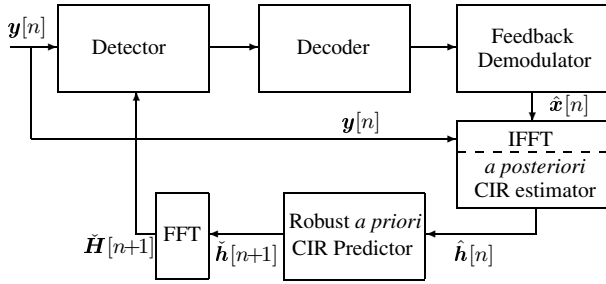 y[n]
Detector
Decoder
Feedback
Demodulator
x̂[n]
y[n]
IFFT
a posteriori
CIR estimator
Ȟ[n+1]
FFT
ȟ[n+1]
Robust a priori
CIR Predictor
ĥ[n]